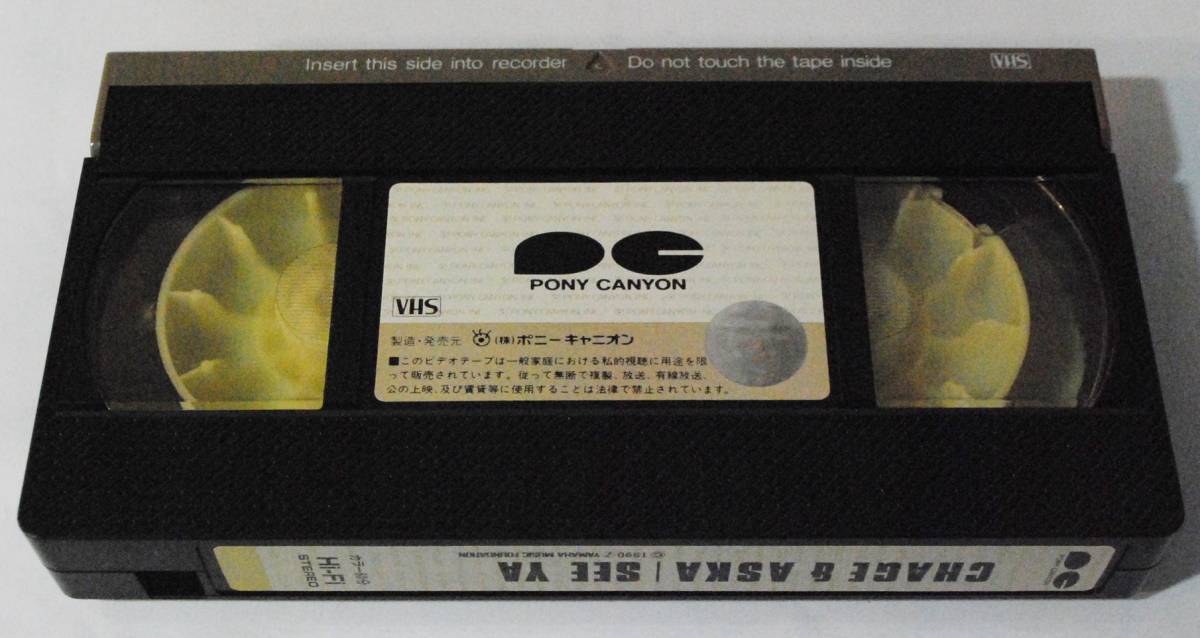 Insert this side into recorder Do not touch the tape inside VHS
PONY CANYON
VHS
製造・発売元 (株)ポニーキャニオン
■このビデオテープは一般家庭における私的視聴に用途を限
って販売されています。従って無断で複製、放送、有線放送、
公の上映、及び賃貸等に使用することは法律で禁止されています。
CHAGE & ASKA | SEE YA
© 1990 YAMAHA MUSIC FOUNDATION
Hi-Fi
STEREO
PONY CANYON